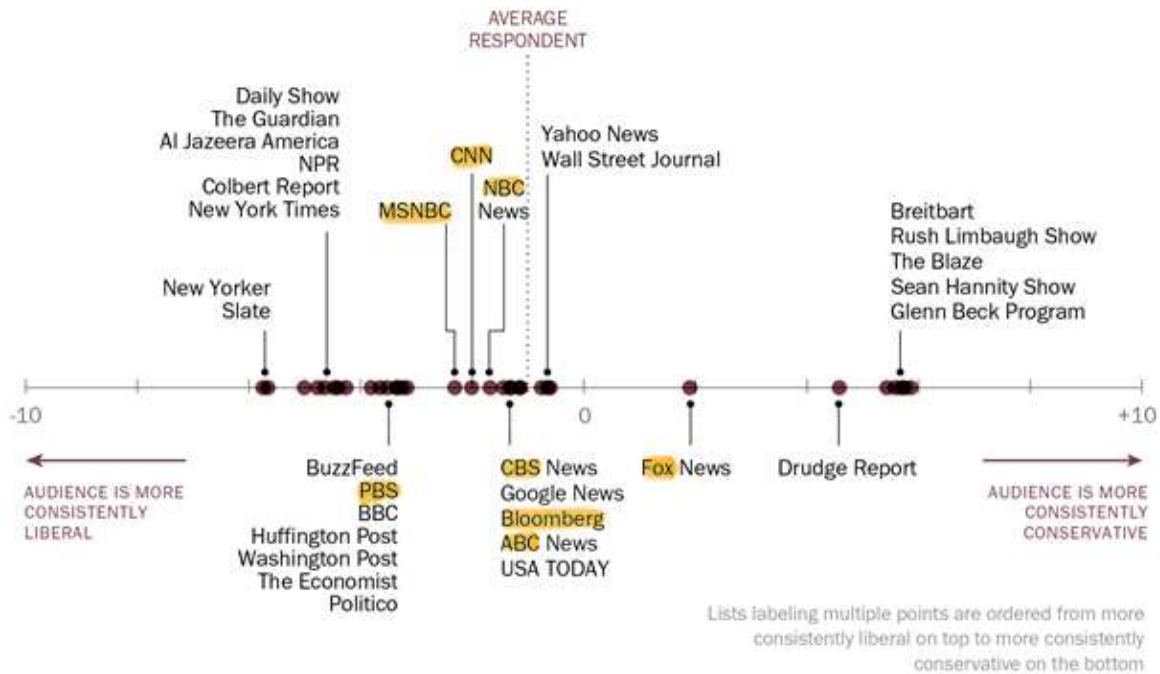 AVERAGE
RESPONDENT
Daily Show
The Guardian
Al Jazeera America
NPR
Colbert Report
New York Times
CNN
Yahoo News
Wall Street Journal
MSNBC
NBC
News
New Yorker
Slate
Breitbart
Rush Limbaugh Show
The Blaze
Sean Hannity Show
Glenn Beck Program
-10
0
+10
AUDIENCE IS MORE
CONSISTENTLY
LIBERAL
BuzzFeed
PBS
BBC
Huffington Post
Washington Post
The Economist
Politico
CBS News
Google News
Bloomberg
ABC News
USA TODAY
Fox News
Drudge Report
AUDIENCE IS MORE
CONSISTENTLY
CONSERVATIVE
Lists labeling multiple points are ordered from more
consistently liberal on top to more consistently
conservative on the bottom